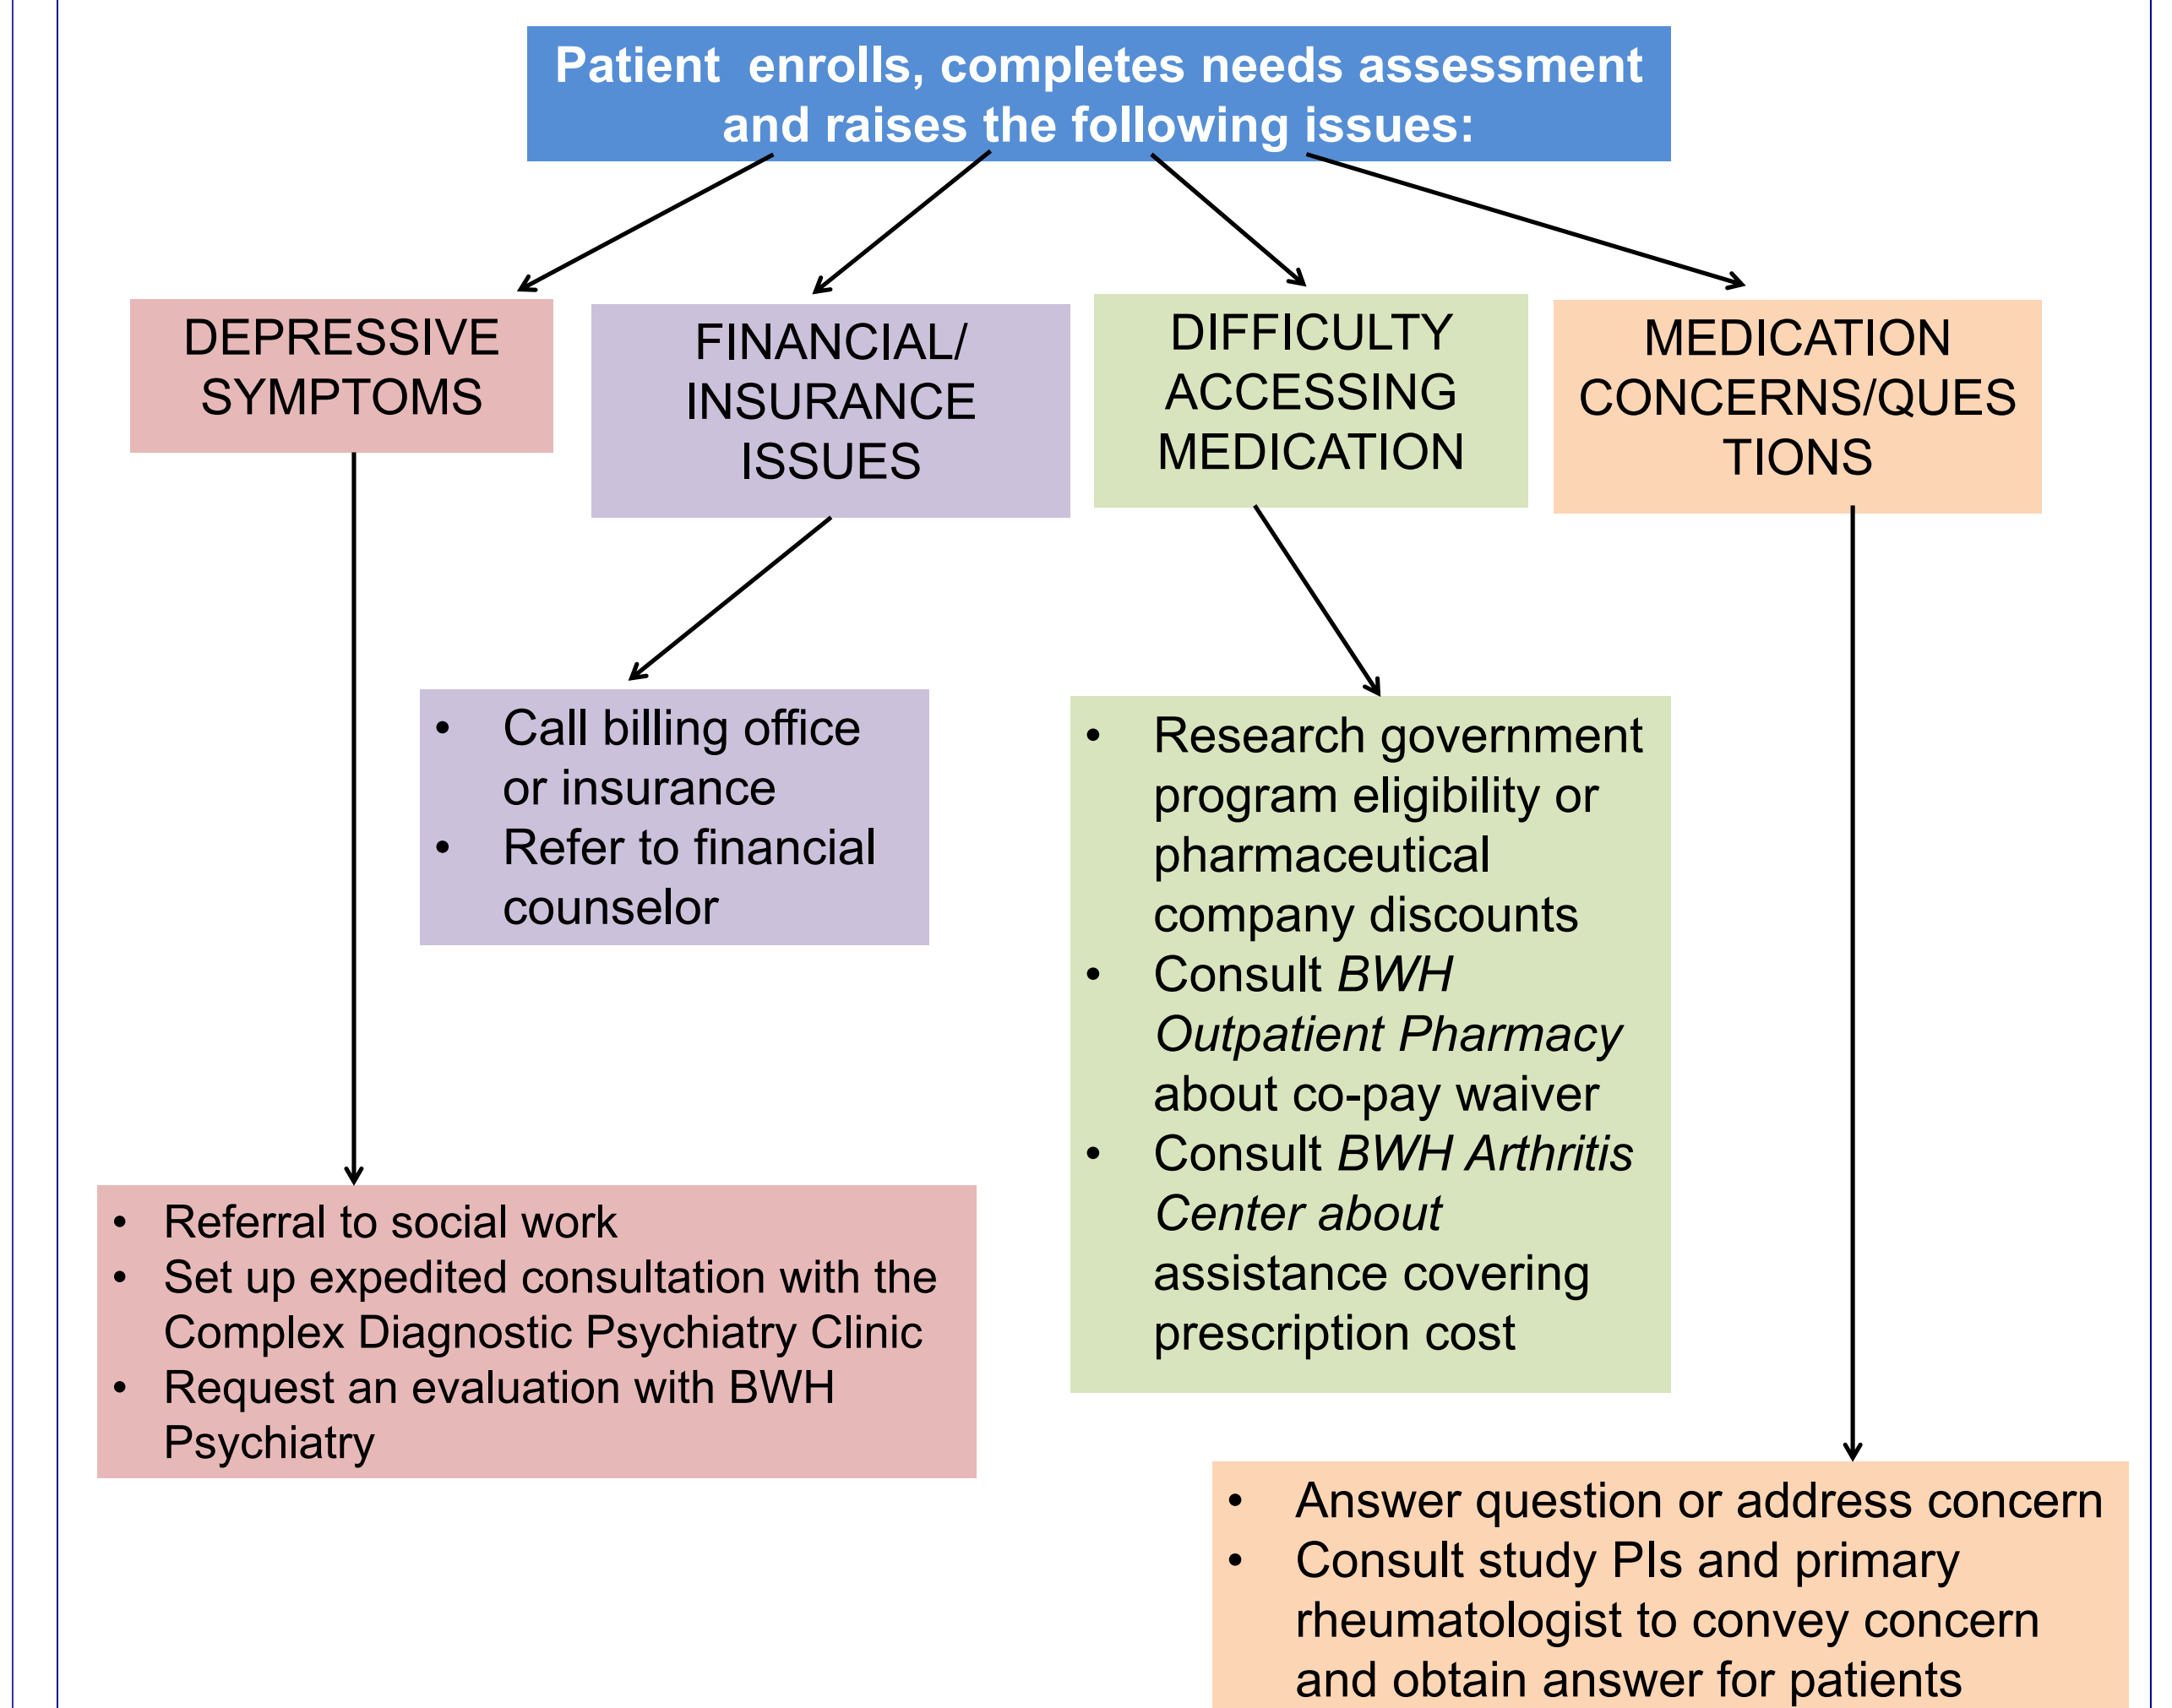 Patient enrolls, completes needs assessment
and raises the following issues:
DEPRESSIVE
SYMPTOMS
FINANCIAL/
INSURANCE
ISSUES
DIFFICULTY
ACCESSING
MEDICATION
MEDICATION
CONCERNS/QUES
TIONS
• Call billing office
or insurance
• Refer to financial
counselor
• Research government
program eligibility or
pharmaceutical
company discounts
• Consult BWH
Outpatient Pharmacy
about co-pay waiver
• Consult BWH Arthritis
Center about
assistance covering
prescription cost
• Referral to social work
• Set up expedited consultation with the
Complex Diagnostic Psychiatry Clinic
• Request an evaluation with BWH
Psychiatry
• Answer question or address concern
• Consult study PIs and primary
rheumatologist to convey concern
and obtain answer for patients